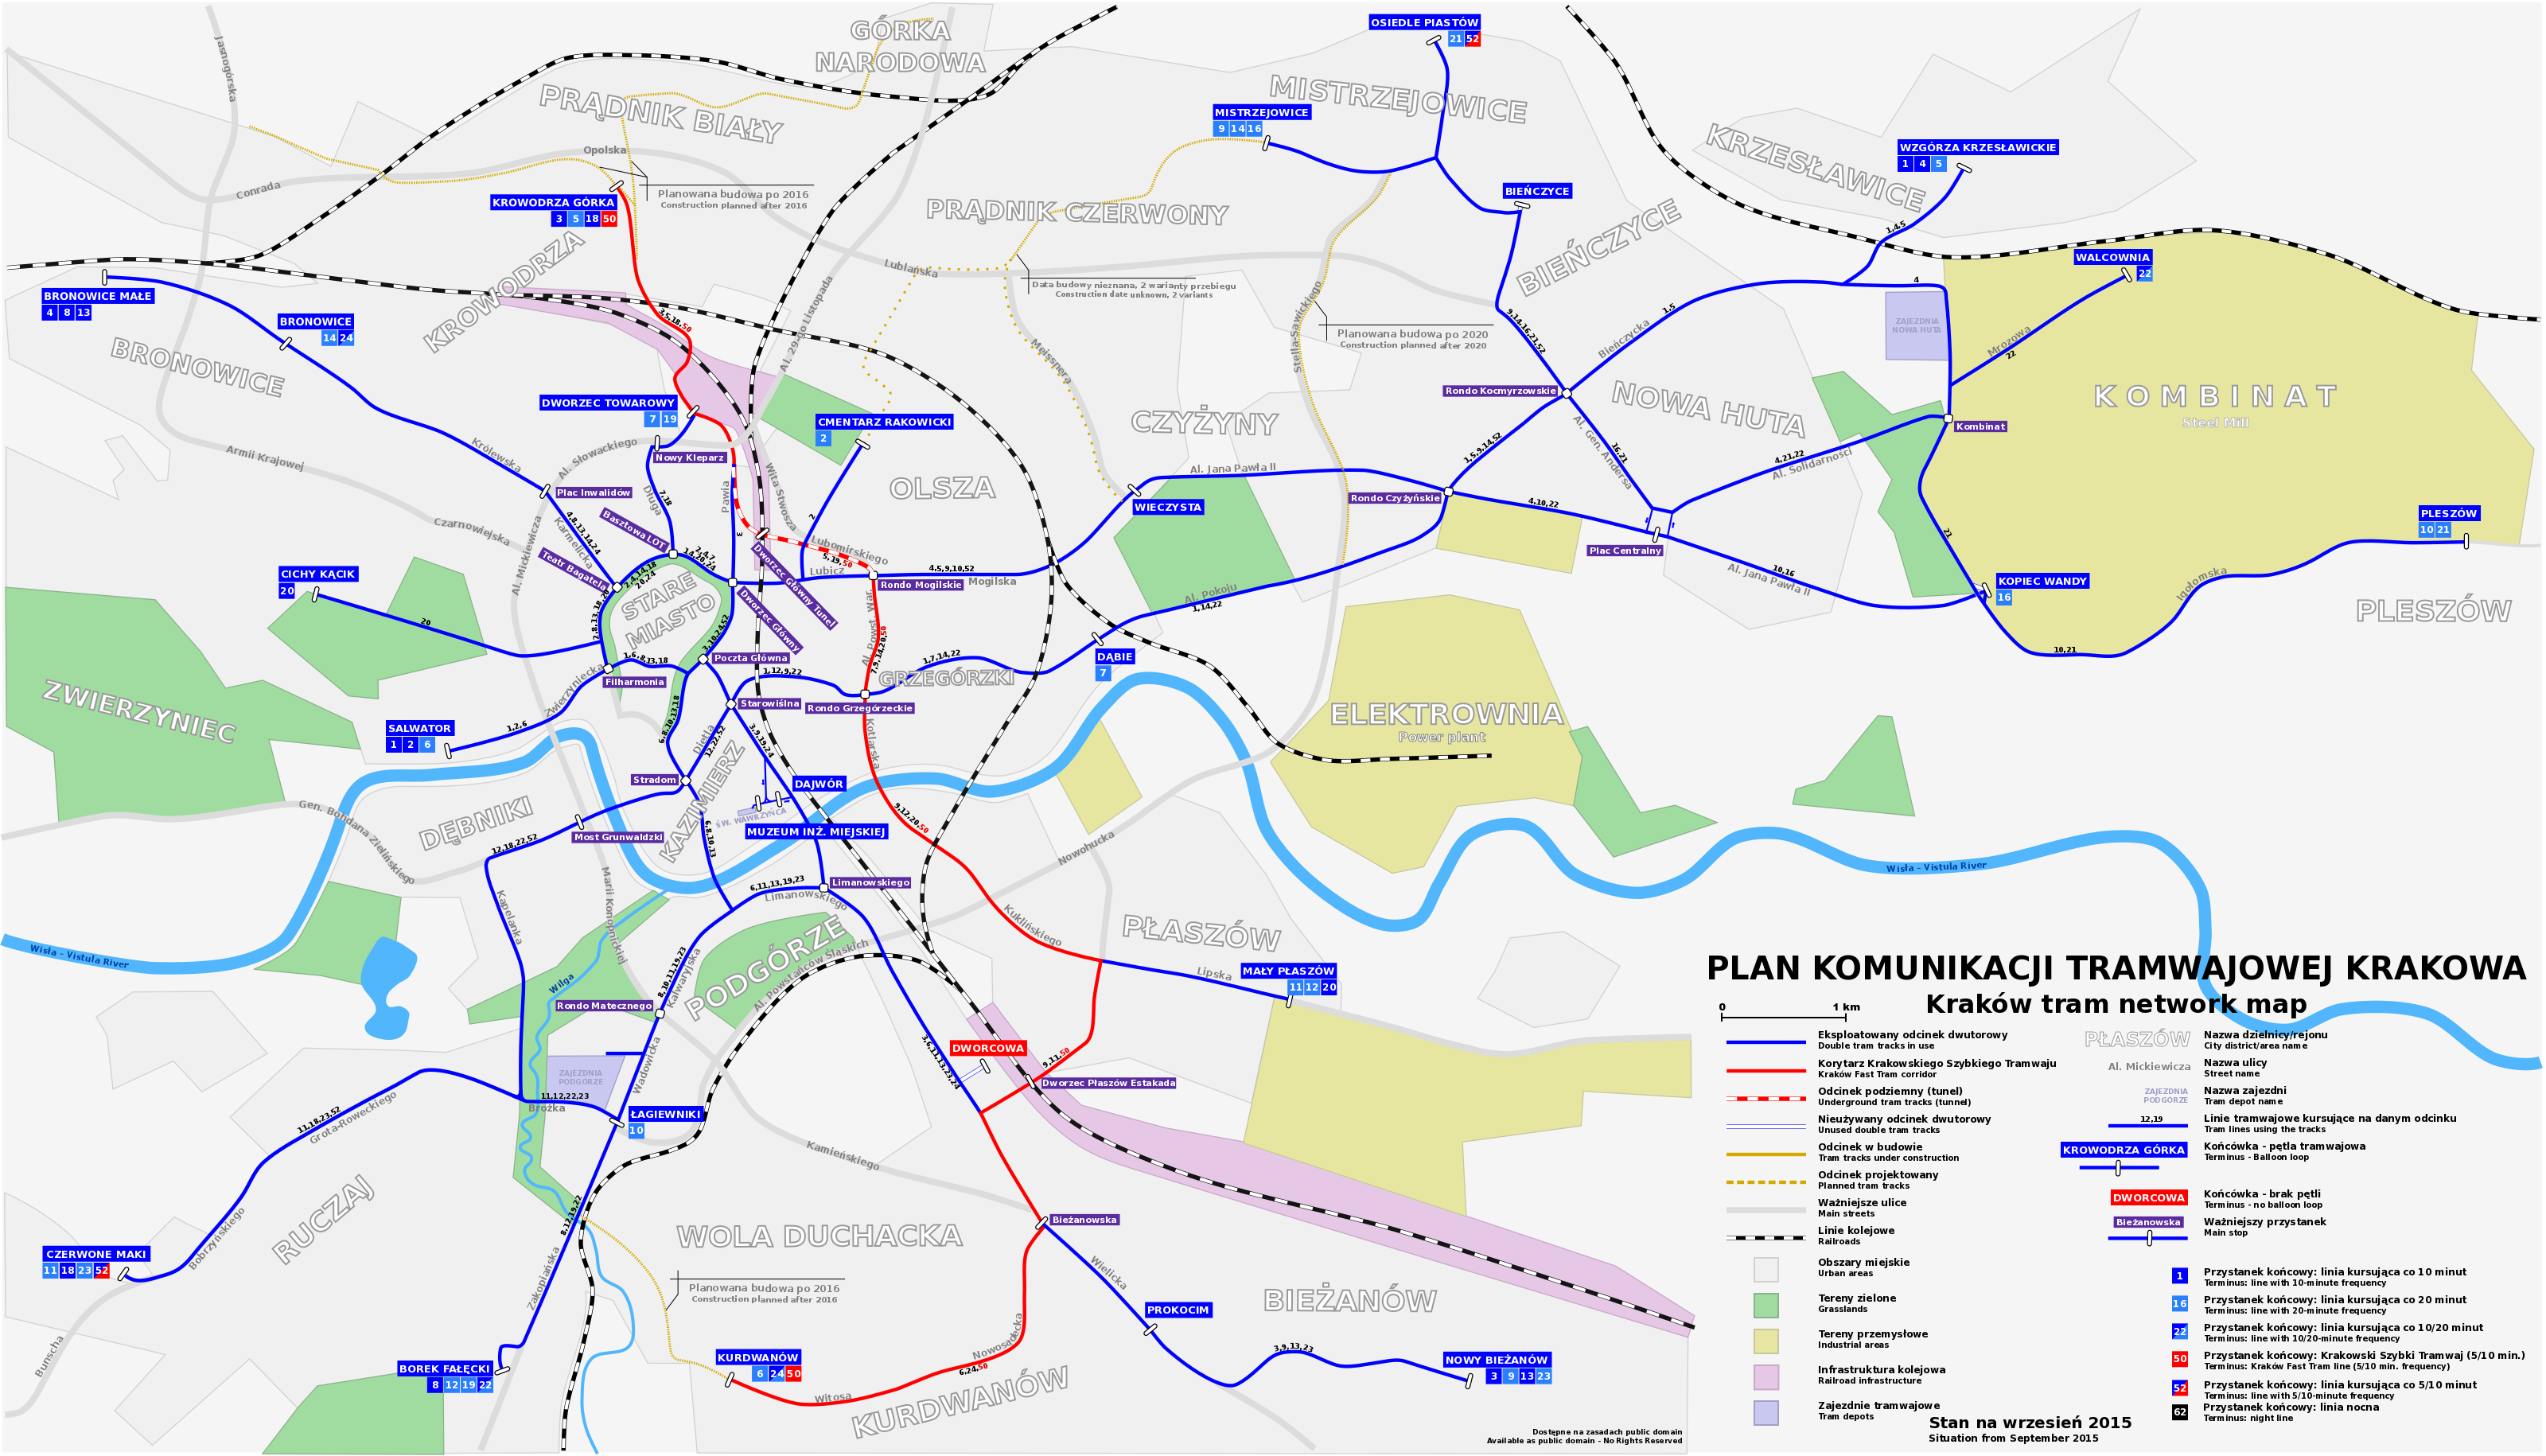 GÓRKA
NARODOWA
OSIEDLE PIASTÓW
21 52
Jasnogórska
PRĄDNIK BIAŁY
MISTRZEJOWICE
MISTRZEJOWICE
9 14 16
KRZESŁAWICE
WZGÓRZA KRZESŁAWICKIE
1 4 5
Opolska
Conrada
Planowana budowa po 2016
Construction planned after 2016
KROWODRZA GÓRKA
3 5 18 50
PRĄDNIK CZERWONY
BIEŃCZYCE
BIEŃCZYCE
1,4,5
KROWODRZA
Lublańska
Data budowy nieznana, 2 warianty przebiegu
Construction date unknown, 2 variants
WALCOWNIA
22
BRONOWICE MAŁE
4 8 13
BRONOWICE
14 24
BRONOWICE
3,5,18,50
Al. 29-go Listopada
Meissnera
Stella-Sawickiego
Planowana budowa po 2020
Construction planned after 2020
9,14,16,21,52
Bieńczycka
1,5
4
ZAJEZDNIA
NOWA HUTA
Mrozowa
22
KOMBINAT
Steel Mill
DWORZEC TOWAROWY
7 19
CMENTARZ RAKOWICKI
2
CZYŻYNY
Rondo Kocmyrzowskie
NOWA HUTA
Kombinat
Królewska
Armii Krajowej
Al. Słowackiego
Nowy Kleparz
Wita Stwosza
OLSZA
Al. Jana Pawła II
1,5,9,14,52
Al. Gen. Andersa
16,21
4,21,22
Al. Solidarności
Plac Inwalidów
Długa
7,18
Pawia
WIECZYSTA
Rondo Czyżyńskie
4,10,22
PLESZÓW
10 21
Czarnowiejska
Al. Mickiewicza
4,8,13,14,24
Karmelicka
Basztowa LOT
3
2
Lubomirskiego
Plac Centralny
21
Teatr Bagatela
2,4,14,18
20,24
Dworzec Główny Tunel
5,19,50
Lubicz
4,5,9,10,52
Mogilska
Rondo Mogilskie
10,16
Al. Jana Pawła II
CICHY KĄCIK
20
STARE
MIASTO
Dworzec Główny
Al. Pokoju
1,14,22
KOPIEC WANDY
16
Igołomska
PLESZÓW
20
2,8,13,18,20
3,10,24,52
7,9,14,20,50
10,21
1,6,8,13,18
Poczta Główna
1,7,14,22
DĄBIE
7
Filharmonia
1,12,9,22
GRZEGÓRZKI
ZWIERZYNIEC
Zwierzyniecka
Starowiślna
Rondo Grzegórzeckie
ELEKTROWNIA
Power plant
SALWATOR
1 2 6
1,2,6
6,8,10,13,18
Dietla
12,22,52
3,9,19,24
Kotlarska
Stradom
KAZIMIERZ
DAJWÓR
ŚW. WAWRZYŃCA
MUZEUM INŻ. MIEJSKIEJ
Gen. Bohdana Zielińskiego
DĘBNIKI
Most Grunwaldzki
12,18,22,52
6,8,10,13
9,12,20,50
Nowohucka
Wisła - Vistula River
Limanowskiego
6,11,13,19,23
Limanowskiego
Kapelanka
Marii Konopnickiej
Kuklińskiego
PŁASZÓW
Wisła - Vistula River
Wilga
8,10,11,19,23
Kalwaryjska
PODGÓRZE
Al. Powstańców Śląskich
Lipska
MAŁY PŁASZÓW
11 12 20
Rondo Matecznego
DWORCOWA
9,11,50
Dworzec Płaszów Estakada
3,6,11,13,23,24
ZAJEZDNIA
PODGÓRZE
Wadowicka
11,12,22,23
Brożka
ŁAGIEWNIKI
10
11,18,23,52
Grota-Roweckiego
Kamieńskiego
RUCZAJ
Bobrzyńskiego
8,12,19,22
Bieżanowska
WOLA DUCHACKA
CZERWONE MAKI
11 18 23 52
Zakopiańska
Planowana budowa po 2016
Construction planned after 2016
Wielicka
BIEŻANÓW
PROKOCIM
Bunscha
BOREK FAŁĘCKI
8 12 19 22
KURDWANÓW
6 24 50
Nowosądecka
6,24,50
Witosa
KURDWANÓW
3,9,13,23
NOWY BIEŻANÓW
3 9 13 23
Dostępne na zasadach public domain
Available as public domain - No Rights Reserved
PLAN KOMUNIKACJI TRAMWAJOWEJ KRAKOWA
Kraków tram network map
0 1 km
Eksploatowany odcinek dwutorowy
Double tram tracks in use
Korytarz Krakowskiego Szybkiego Tramwaju
Kraków Fast Tram corridor
Odcinek podziemny (tunel)
Underground tram tracks (tunnel)
Nieużywany odcinek dwutorowy
Unused double tram tracks
Odcinek w budowie
Tram tracks under construction
Odcinek projektowany
Planned tram tracks
Ważniejsze ulice
Main streets
Linie kolejowe
Railroads
Obszary miejskie
Urban areas
Tereny zielone
Grasslands
Tereny przemysłowe
Industrial areas
Infrastruktura kolejowa
Railroad infrastructure
Zajezdnie tramwajowe
Tram depots
PŁASZÓW
Nazwa dzielnicy/rejonu
City district/area name
Al. Mickiewicza
Nazwa ulicy
Street name
ZAJEZDNIA
PODGÓRZE
Nazwa zajezdni
Tram depot name
12,19
Linie tramwajowe kursujące na danym odcinku
Tram lines using the tracks
KROWODRZA GÓRKA
Końcówka - pętla tramwajowa
Terminus - Balloon loop
DWORCOWA
Końcówka - brak pętli
Terminus - no balloon loop
Bieżanowska
Ważniejszy przystanek
Main stop
1
Przystanek końcowy: linia kursująca co 10 minut
Terminus: line with 10-minute frequency
16
Przystanek końcowy: linia kursująca co 20 minut
Terminus: line with 20-minute frequency
22
Przystanek końcowy: linia kursująca co 10/20 minut
Terminus: line with 10/20-minute frequency
50
Przystanek końcowy: Krakowski Szybki Tramwaj (5/10 min.)
Terminus: Kraków Fast Tram line (5/10 min. frequency)
52
Przystanek końcowy: linia kursująca co 5/10 minut
Terminus: line with 5/10-minute frequency
62
Przystanek końcowy: linia nocna
Terminus: night line
Stan na wrzesień 2015
Situation from September 2015